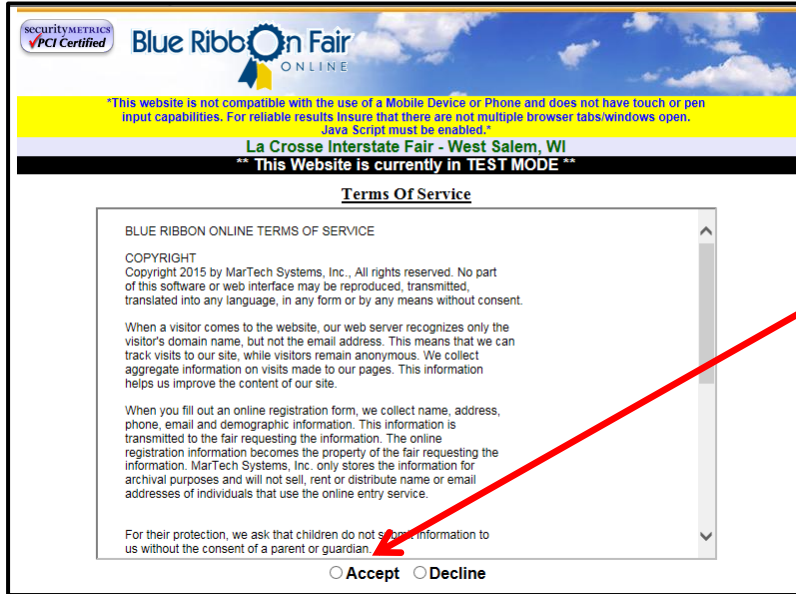 securityMETRICS
PCI Certified
Blue Ribbon Fair
ONLINE
*This website is not compatible with the use of a Mobile Device or Phone and does not have touch or pen
input capabilities. For reliable results Insure that there are not multiple browser tabs/windows open.
Java Script must be enabled.*
La Crosse Interstate Fair - West Salem, WI
** This Website is currently in TEST MODE **
Terms Of Service
BLUE RIBBON ONLINE TERMS OF SERVICE
COPYRIGHT
Copyright 2015 by MarTech Systems, Inc., All rights reserved. No part
of this software or web interface may be reproduced, transmitted,
translated into any language, in any form or by any means without consent.
When a visitor comes to the website, our web server recognizes only the
visitor's domain name, but not the email address. This means that we can
track visits to our site, while visitors remain anonymous. We collect
aggregate information on visits made to our pages. This information
helps us improve the content of our site.
When you fill out an online registration form, we collect name, address,
phone, email and demographic information. This information is
transmitted to the fair requesting the information. The online
registration information becomes the property of the fair requesting the
information. MarTech Systems, Inc. only stores the information for
archival purposes and will not sell, rent or distribute name or email
addresses of individuals that use the online entry service.
For their protection, we ask that children do not submit information to
us without the consent of a parent or guardian.
Accept Decline